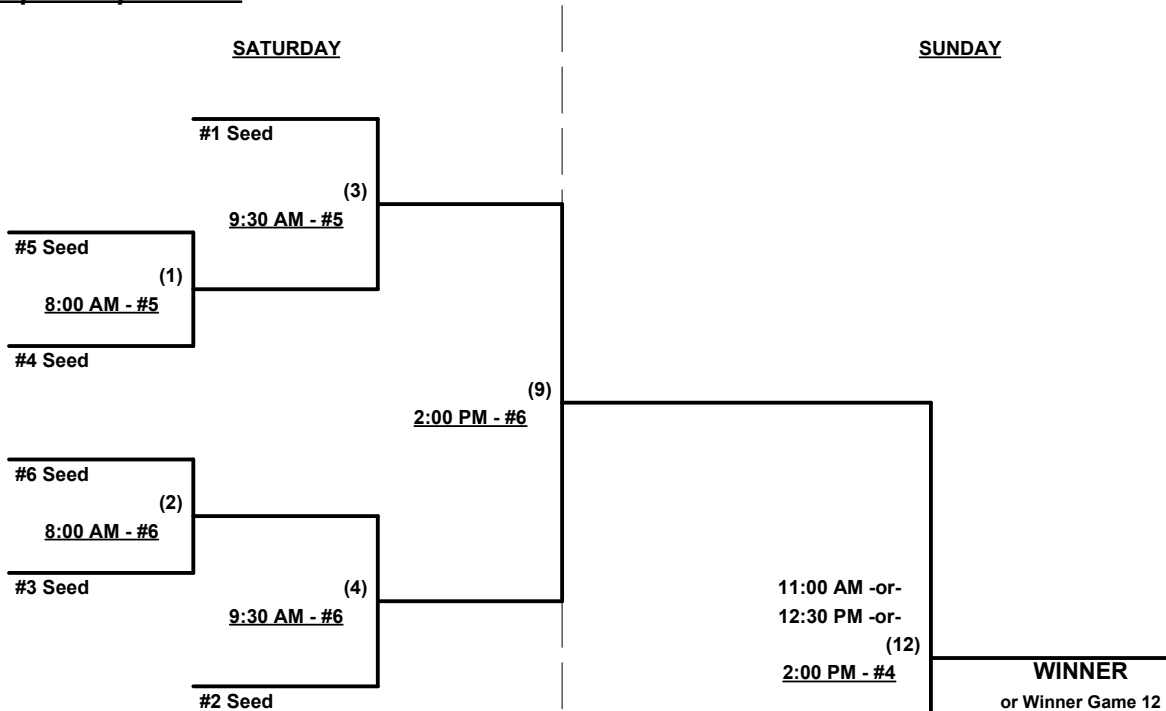 SATURDAY
SUNDAY
#1 Seed
(3)
9:30 AM - #5
#5 Seed
(1)
8:00 AM - #5
#4 Seed
(9)
2:00 PM - #6
#6 Seed
(2)
8:00 AM - #6
#3 Seed
(4)
9:30 AM - #6
11:00 AM -or-
12:30 PM -or-
(12)
2:00 PM - #4
WINNER
#2 Seed
or Winner Game 12